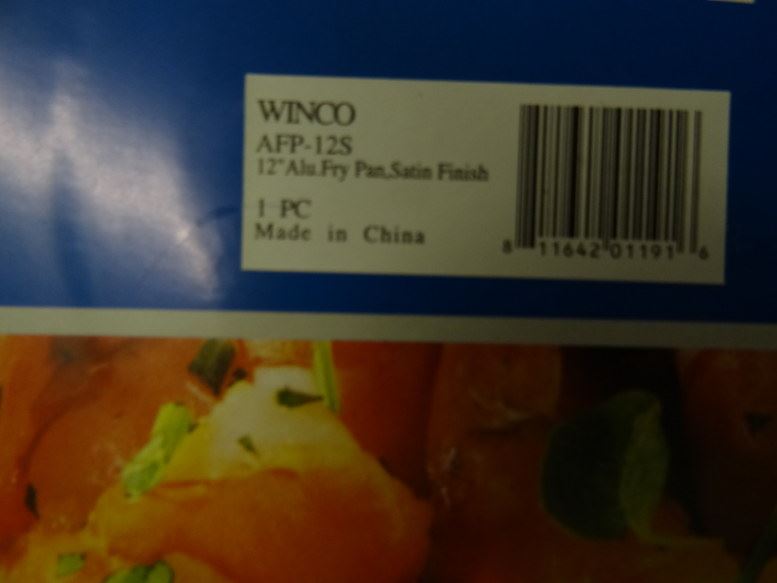 WINCO
AFP-12S
12"Alu.Fry Pan,Satin Finish
1 PC
Made in China
8 11642 01191 6